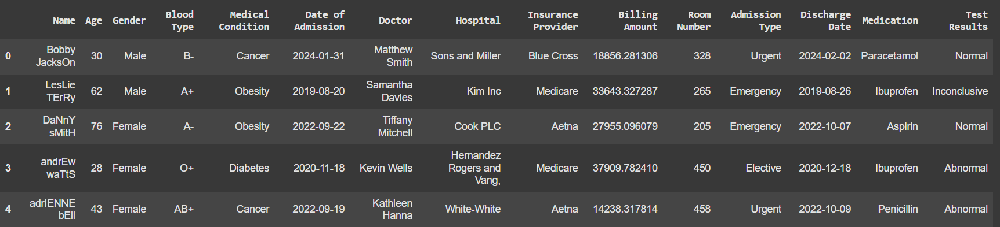 Name Age Gender Blood Type Medical Condition Date of Admission Doctor Hospital Insurance Provider Billing Amount Room Number Admission Type Discharge Date Medication Test Results
0 Bobby JacksOn 30 Male B- Cancer 2024-01-31 Matthew Smith Sons and Miller Blue Cross 18856.281306 328 Urgent 2024-02-02 Paracetamol Normal
1 LesLie TErRy 62 Male A+ Obesity 2019-08-20 Samantha Davies Kim Inc Medicare 33643.327287 265 Emergency 2019-08-26 Ibuprofen Inconclusive
2 DaNnY sMitH 76 Female A- Obesity 2022-09-22 Tiffany Mitchell Cook PLC Aetna 27955.096079 205 Emergency 2022-10-07 Aspirin Normal
3 andrEw waTtS 28 Female O+ Diabetes 2020-11-18 Kevin Wells Hernandez Rogers and Vang, Medicare 37909.782410 450 Elective 2020-12-18 Ibuprofen Abnormal
4 adrIENNE bEll 43 Female AB+ Cancer 2022-09-19 Kathleen Hanna White-White Aetna 14238.317814 458 Urgent 2022-10-09 Penicillin Abnormal